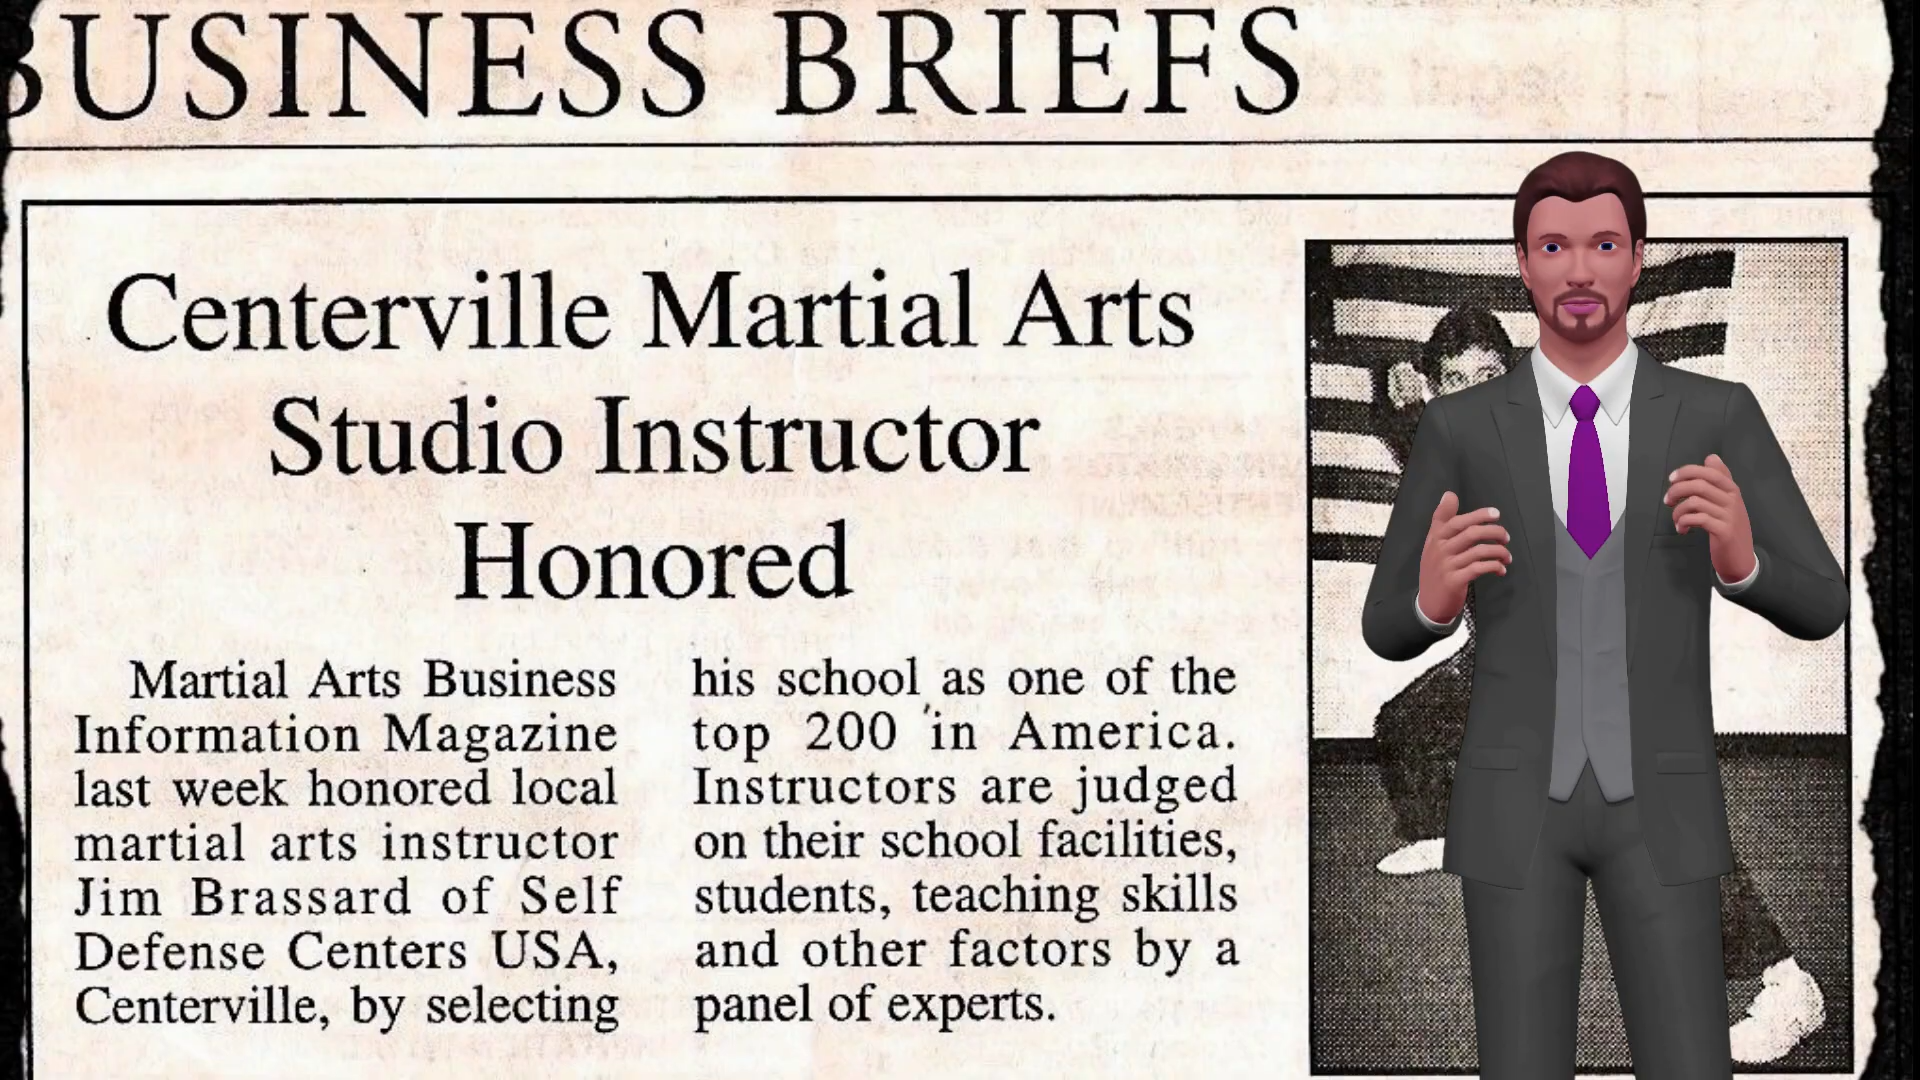 BUSINESS BRIEFS
Centerville Martial Arts
Studio Instructor
Honored
Martial Arts Business
Information Magazine
last week honored local
martial arts instructor
Jim Brassard of Self
Defense Centers USA,
Centerville, by selecting
his school as one of the
top 200 in America.
Instructors are judged
on their school facilities,
students, teaching skills
and other factors by a
panel of experts.